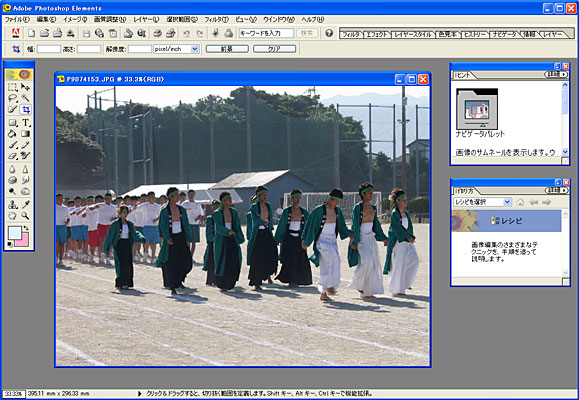 Adobe Photoshop Elements
ファイル(F) 編集(E) イメージ(I) 画質調整(N) レイヤー(L) 選択範囲(S) フィルタ(T) ビュー(V) ウインドウ(W) ヘルプ(H)
キーワードを入力 検索 フィルタ エフェクト レイヤースタイル 色見本 ヒストリー ナビゲータ 情報 レイヤー
幅: 高さ: 解像度: pixel/inch 前景 クリア
P9074153.JPG @ 33.3%(RGB)
ヒント 詳細
ナビゲータパレット
画像のサムネールを表示します。ウ
作り方 詳細
レシピを選択
レシピ
画像編集のさまざまなテ
クニックを、手順を追って
説明します。
33.33% 395.11 mm x 296.33 mm クリック＆ドラッグすると、切り抜く範囲を定義します。Shift キー、Alt キー、Ctrl キーで機能拡張。